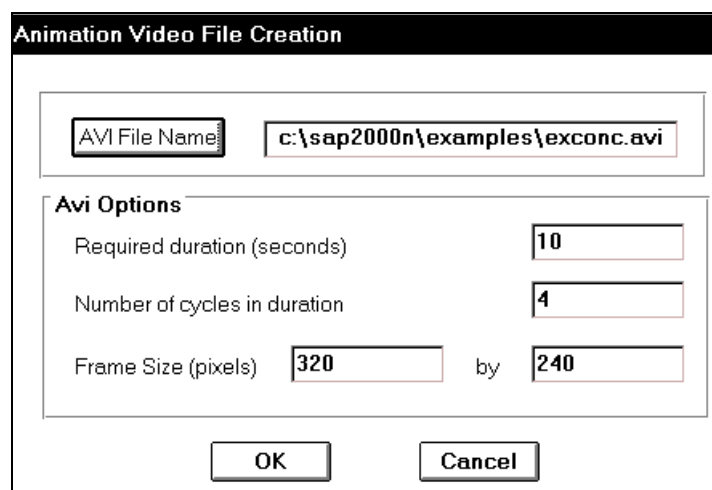 Animation Video File Creation
AVI File Name c:\sap2000n\examples\exconc.avi
Avi Options
Required duration (seconds) 10
Number of cycles in duration 4
Frame Size (pixels) 320 by 240
OK Cancel